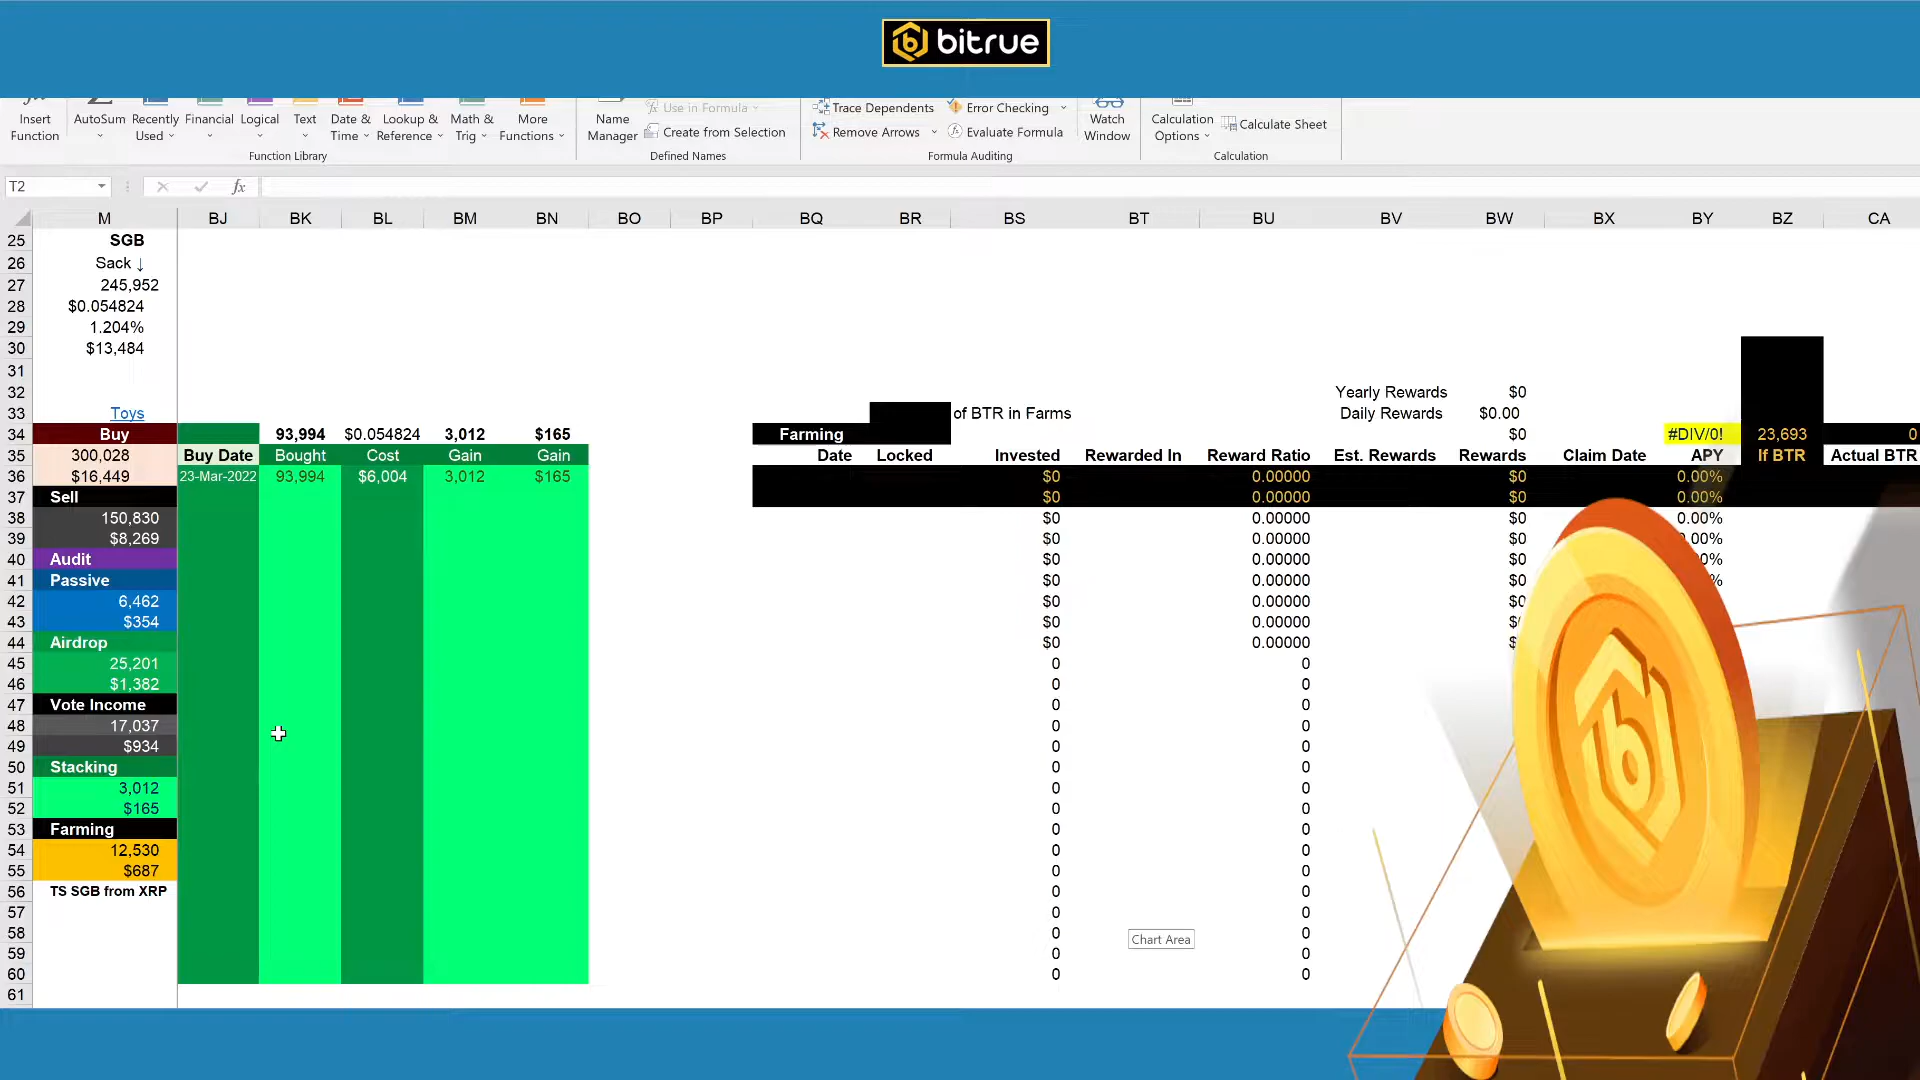 bitrue
Insert Function
AutoSum
Recently Used
Financial
Logical
Text
Date & Time
Lookup & Reference
Math & Trig
More Functions
Function Library
Name Manager
Use in Formula
Create from Selection
Defined Names
Trace Dependents
Remove Arrows
Error Checking
Evaluate Formula
Formula Auditing
Watch Window
Calculation Options
Calculate Sheet
Calculation
T2 fx
M BJ BK BL BM BN BO BP BQ BR BS BT BU BV BW BX BY BZ CA
25 SGB
26 Sack ↓
27 245,952
28 $0.054824
29 1.204%
30 $13,484
31
32 Yearly Rewards $0
33 Toys of BTR in Farms Daily Rewards $0.00
34 Buy 93,994 $0.054824 3,012 $165 Farming $0 #DIV/0! 23,693 0
35 300,028 Buy Date Bought Cost Gain Gain Date Locked Invested Rewarded In Reward Ratio Est. Rewards Rewards Claim Date APY If BTR Actual BTR
36 $16,449 23-Mar-2022 93,994 $6,004 3,012 $165 $0 0.00000 $0 0.00%
37 Sell $0 0.00000 $0 0.00%
38 150,830 $0 0.00000 $0 0.00%
39 $8,269 $0 0.00000 $0
40 Audit $0 0.00000 $0
41 Passive $0 0.00000 $0
42 6,462 $0 0.00000 $0
43 $354 $0 0.00000
44 Airdrop $0 0.00000
45 25,201 0 0
46 $1,382 0 0
47 Vote Income 0 0
48 17,037 0 0
49 $934 0 0
50 Stacking 0 0
51 3,012 0 0
52 $165 0 0
53 Farming 0 0
54 12,530 0 0
55 $687 0 0
56 TS SGB from XRP 0 0
57 0 0
58 0 Chart Area 0
59 0 0
60 0 0
61